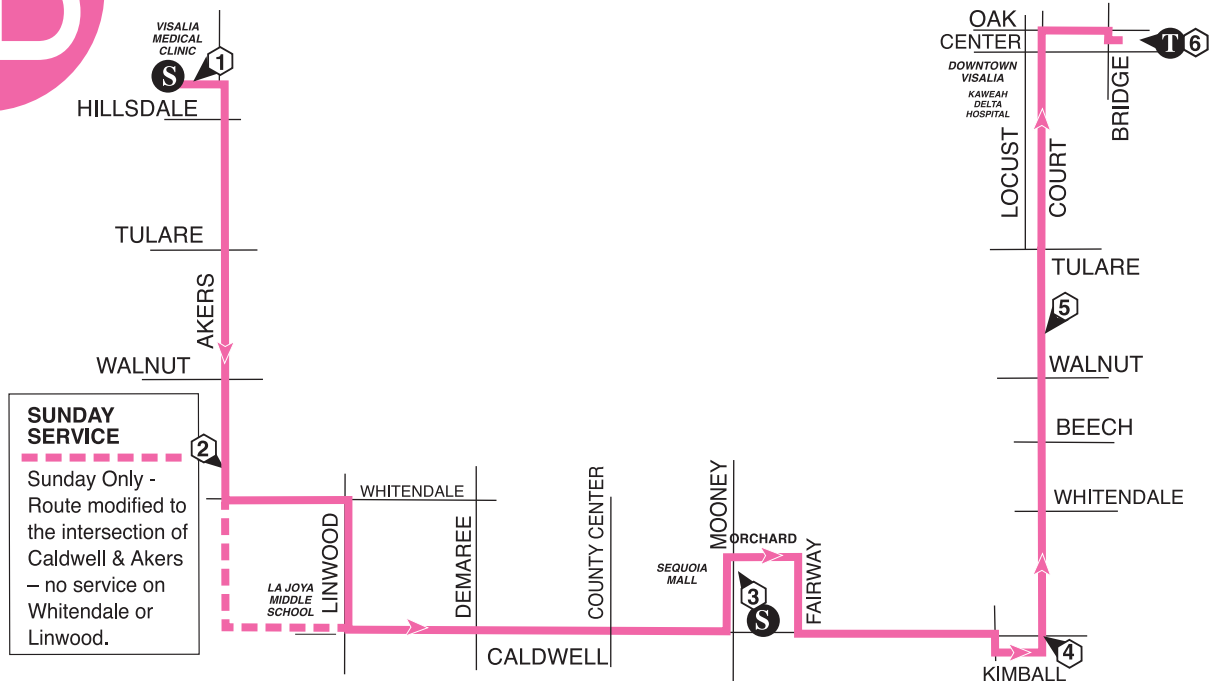 VISALIA
MEDICAL
CLINIC
S
1
HILLSDALE
TULARE
AKERS
WALNUT
2
SUNDAY
SERVICE
Sunday Only -
Route modified to
the intersection of
Caldwell & Akers
– no service on
Whitendale or
Linwood.
WHITENDALE
LINWOOD
LA JOYA
MIDDLE
SCHOOL
DEMAREE
COUNTY CENTER
CALDWELL
MOONEY
ORCHARD
SEQUOIA
MALL
3
S
FAIRWAY
KIMBALL
4
WHITENDALE
BEECH
WALNUT
5
TULARE
LOCUST
COURT
OAK
CENTER
DOWNTOWN
VISALIA
KAWEAH
DELTA
HOSPITAL
BRIDGE
T
6